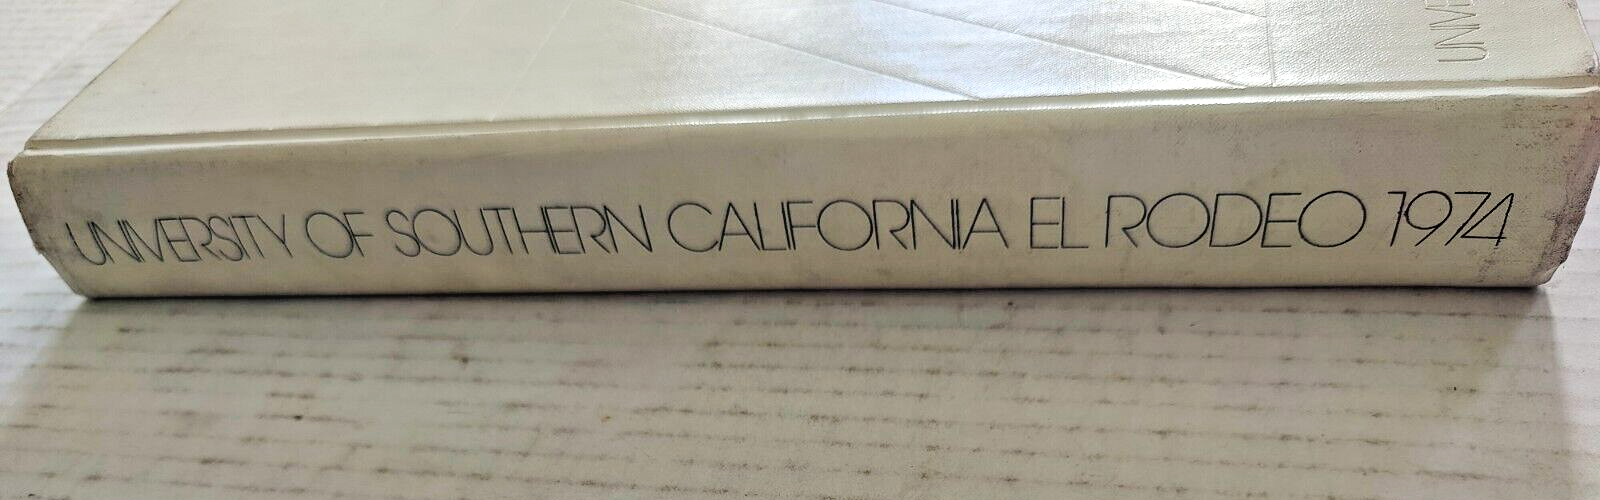 UNIVERSITY OF SOUTHERN CALIFORNIA EL RODEO 1974